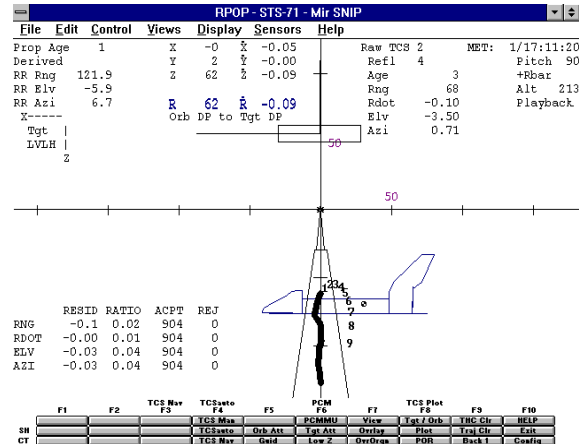 RPOP - STS-71 - Mir SNIP
File Edit Control Views Display Sensors Help
Prop Age 1 X -0 Ẋ -0.05 Raw TCS 2 MET: 1/17:11:20
Derived Y 2 Ẏ -0.00 Refl 4 Pitch 90
RR Rng 121.9 Z 62 Ż -0.09 Age 3 +Rbar
RR Elv -5.9 Rng 68 Alt 213
RR Azi 6.7 R 62 Ṙ -0.09 Rdot -0.10 Playback
X----- Orb DP to Tgt DP Elv -3.50
Tgt | Azi 0.71
LVLH |
Z
50
50
1 2 3 4 5 6 7 8 9
RESID RATIO ACPT REJ
RNG -0.1 0.02 904 0
RDOT -0.00 0.01 904 0
ELV -0.03 0.04 904 0
AZI -0.03 0.04 904 0
TCS Nav TCSauto PCM TCS Plot
F1 F2 F3 F4 F5 F6 F7 F8 F9 F10
TCS Man PCMMU View Tgt / Orb THC Clr HELP
SH TCSauto Orb Att Tgt Att Ovrlay Plot Traj Clr Exit
CT TCS Nav Guid Low Z OvrOrgn POR Back 1 Config